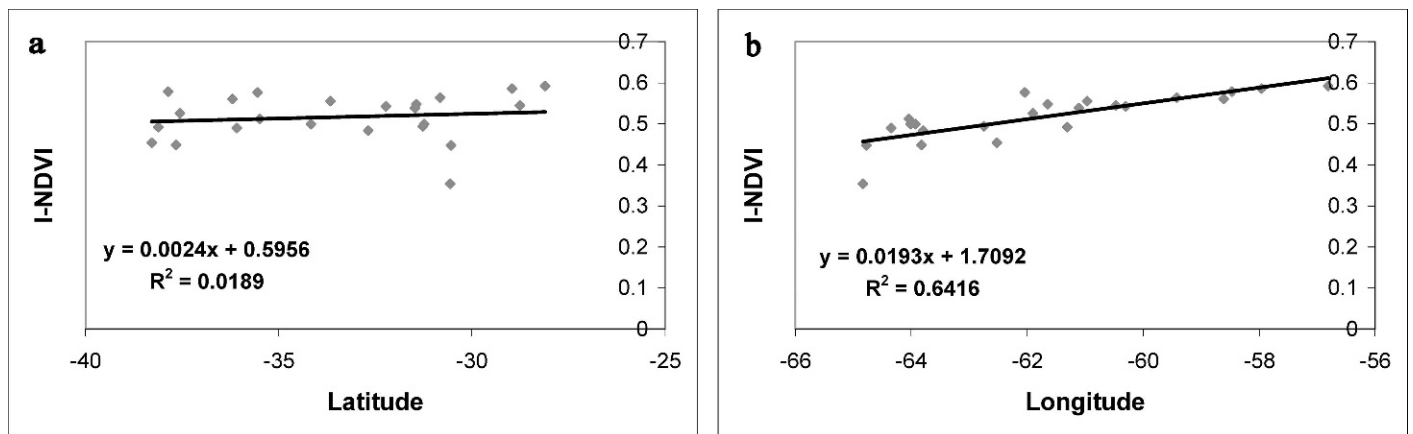 a
I-NDVI
0.7
0.6
0.5
0.4
0.3
0.2
0.1
0
y = 0.0024x + 0.5956
R² = 0.0189
-40 -35 -30 -25
Latitude
b
I-NDVI
0.7
0.6
0.5
0.4
0.3
0.2
0.1
0
y = 0.0193x + 1.7092
R² = 0.6416
-66 -64 -62 -60 -58 -56
Longitude